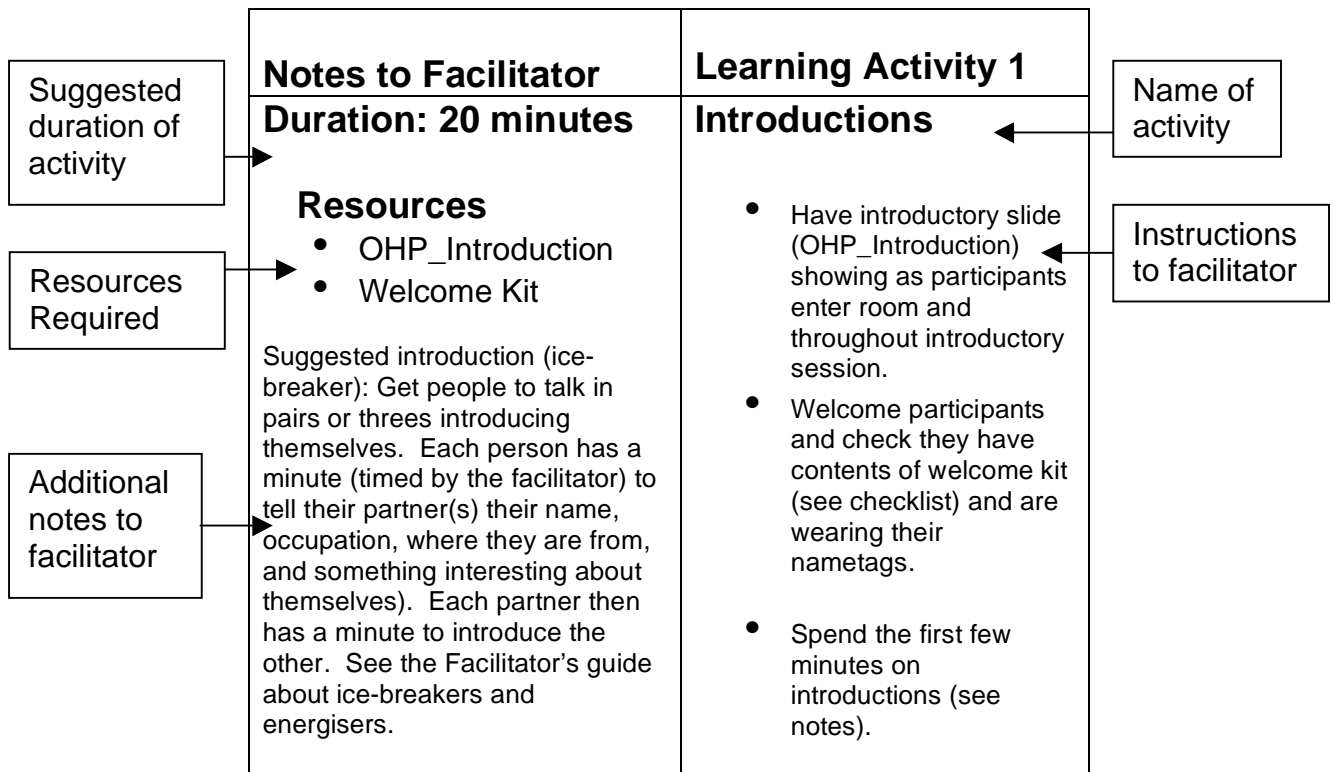 Suggested
duration of
activity
Resources
Required
Additional
notes to
facilitator
Notes to Facilitator
Duration: 20 minutes
Resources
• OHP_Introduction
• Welcome Kit
Suggested introduction (ice-
breaker): Get people to talk in
pairs or threes introducing
themselves.  Each person has a
minute (timed by the facilitator) to
tell their partner(s) their name,
occupation, where they are from,
and something interesting about
themselves).  Each partner then
has a minute to introduce the
other.  See the Facilitator's guide
about ice-breakers and
energisers.
Learning Activity 1
Introductions
• Have introductory slide
(OHP_Introduction)
showing as participants
enter room and
throughout introductory
session.
• Welcome participants
and check they have
contents of welcome kit
(see checklist) and are
wearing their
nametags.
• Spend the first few
minutes on
introductions (see
notes).
Name of
activity
Instructions
to facilitator